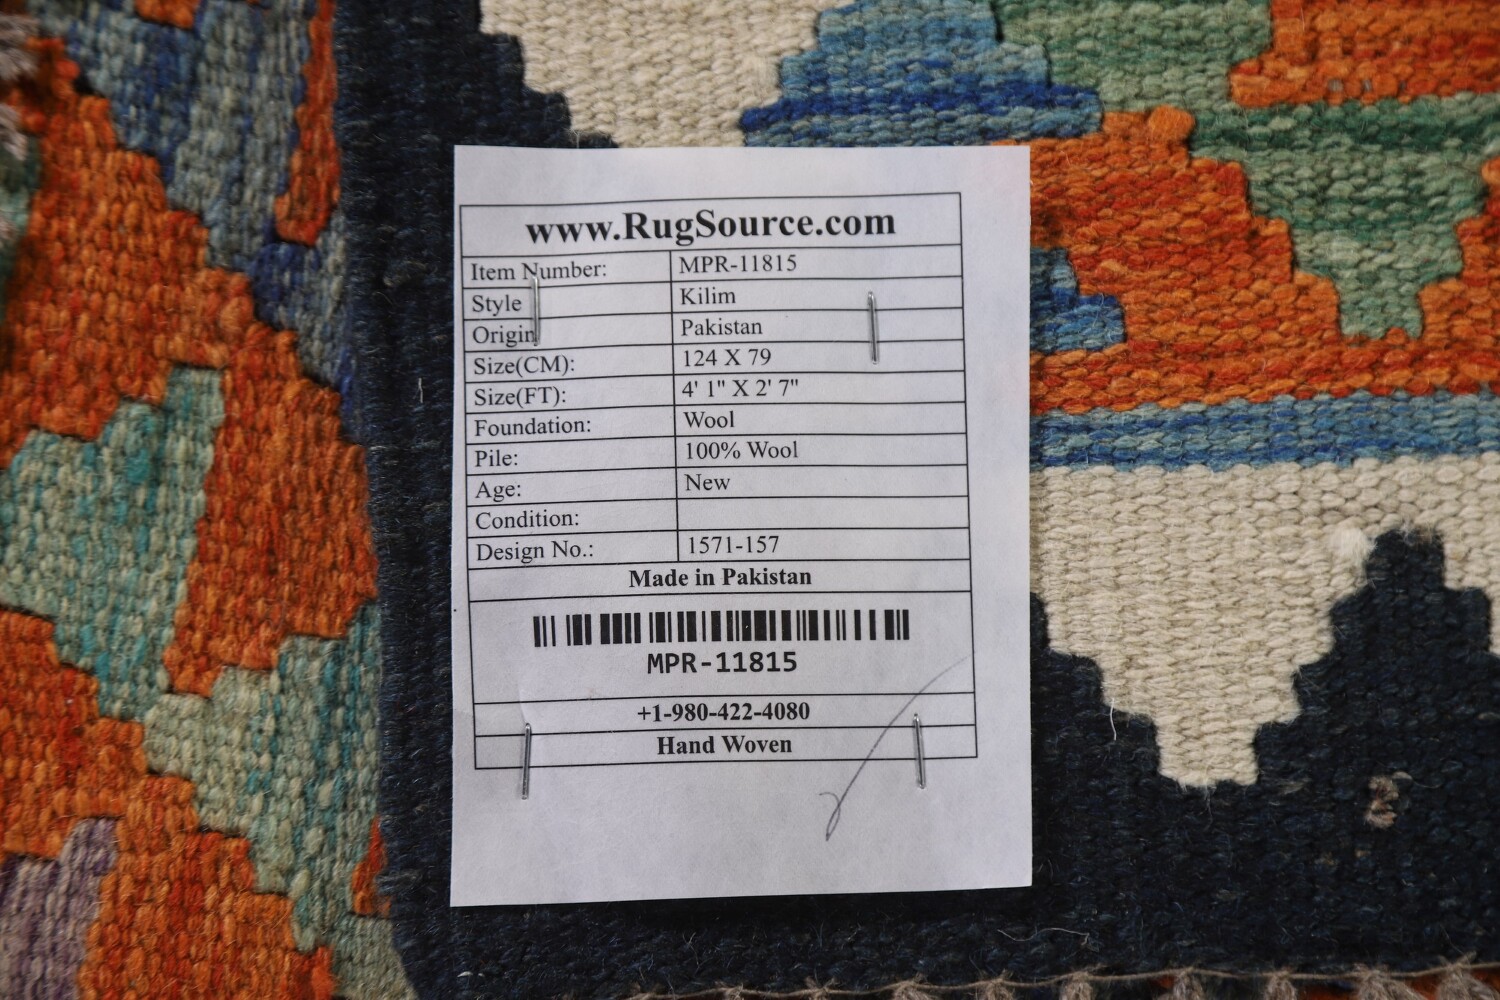 www.RugSource.com
Item Number: MPR-11815
Style Kilim
Origin Pakistan
Size(CM): 124 X 79
Size(FT): 4' 1" X 2' 7"
Foundation: Wool
Pile: 100% Wool
Age: New
Condition:
Design No.: 1571-157
Made in Pakistan
MPR-11815
+1-980-422-4080
Hand Woven